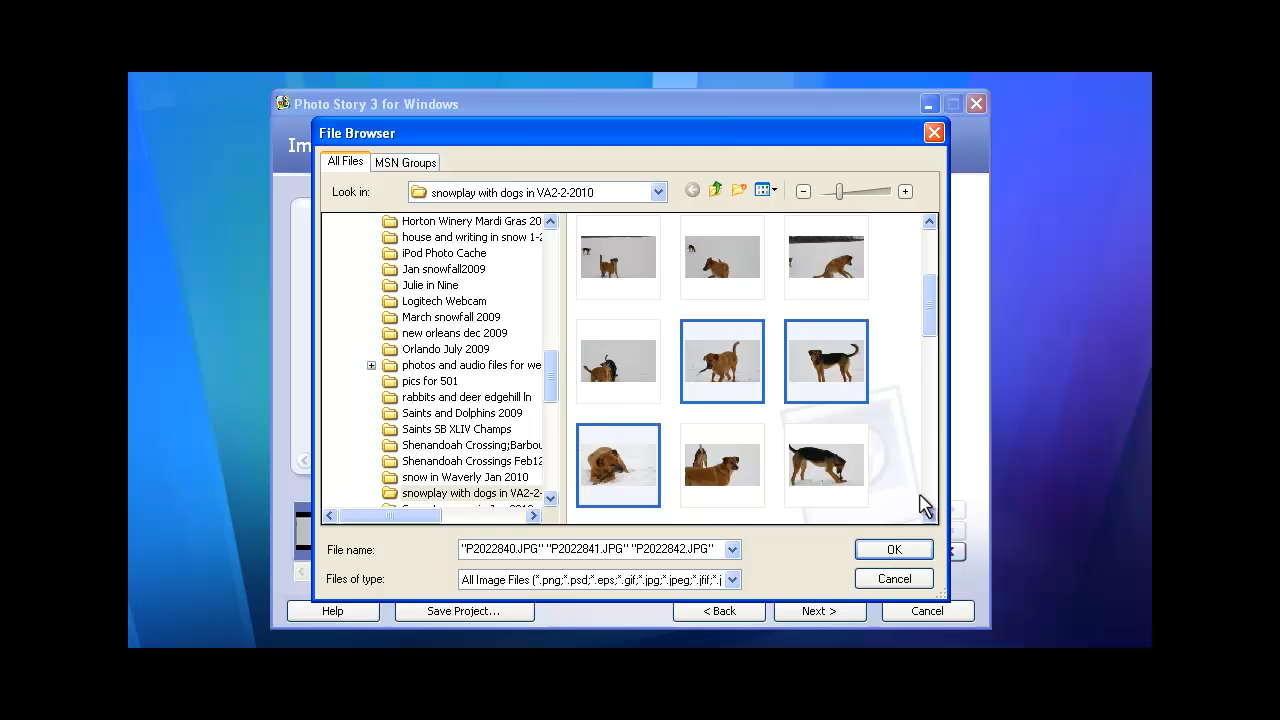 Photo Story 3 for Windows
Im
File Browser
All Files
MSN Groups
Look in:
snowplay with dogs in VA2-2-2010
Horton Winery Mardi Gras 20
house and writing in snow 1-2
iPod Photo Cache
Jan snowfall2009
Julie in Nine
Logitech Webcam
March snowfall 2009
new orleans dec 2009
Orlando July 2009
photos and audio files for we
pics for 501
rabbits and deer edgehill ln
Saints and Dolphins 2009
Saints SB XLIV Champs
Shenandoah Crossing;Barbou
Shenandoah Crossings Feb12
snow in Waverly Jan 2010
snowplay with dogs in VA2-2-
File name:
"P2022840.JPG" "P2022841.JPG" "P2022842.JPG"
OK
Files of type:
All Image Files (*.png;*.psd;*.eps;*.gif;*.jpg;*.jpeg;*.jfif;*.j
Cancel
Help
Save Project...
< Back
Next >
Cancel